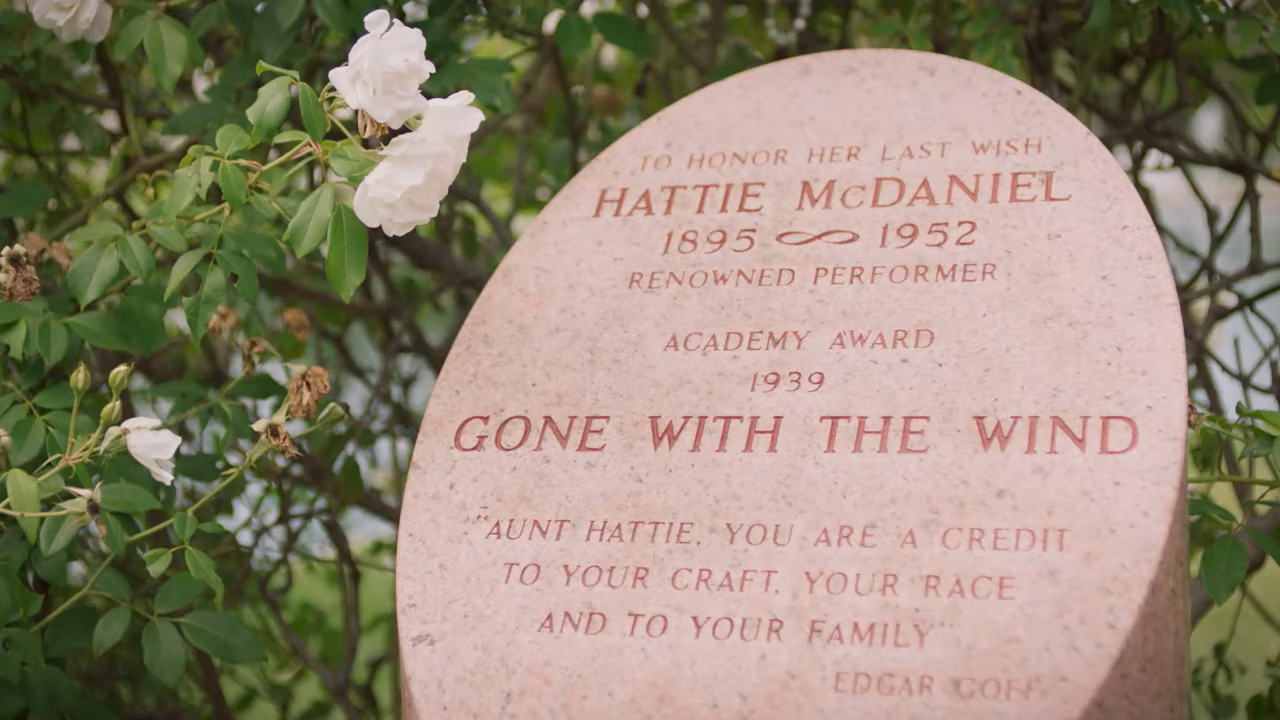 TO HONOR HER LAST WISH
HATTIE McDANIEL
1895 1952
RENOWNED PERFORMER
ACADEMY AWARD
1939
GONE WITH THE WIND
"AUNT HATTIE, YOU ARE A CREDIT
TO YOUR CRAFT, YOUR RACE
AND TO YOUR FAMILY"
EDGAR GOFF